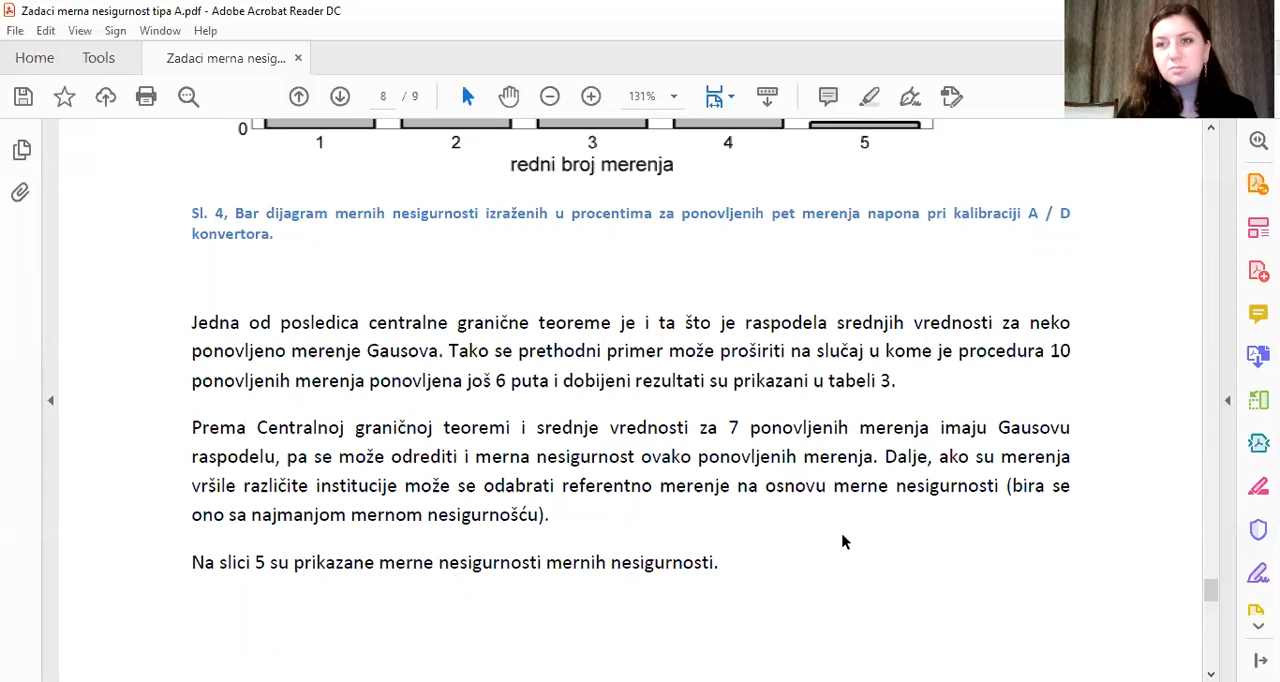 Zadaci merna nesigurnost tipa A.pdf - Adobe Acrobat Reader DC
File Edit View Sign Window Help
Home Tools Zadaci merna nesig... ×
8 / 9 131%
0
1 2 3 4 5
redni broj merenja
Sl. 4, Bar dijagram mernih nesigurnosti izraženih u procentima za ponovljenih pet merenja napona pri kalibraciji A / D
konvertora.
Jedna od posledica centralne granične teoreme je i ta što je raspodela srednjih vrednosti za neko
ponovljeno merenje Gausova. Tako se prethodni primer može proširiti na slučaj u kome je procedura 10
ponovljenih merenja ponovljena još 6 puta i dobijeni rezultati su prikazani u tabeli 3.
Prema Centralnoj graničnoj teoremi i srednje vrednosti za 7 ponovljenih merenja imaju Gausovu
raspodelu, pa se može odrediti i merna nesigurnost ovako ponovljenih merenja. Dalje, ako su merenja
vršile različite institucije može se odabrati referentno merenje na osnovu merne nesigurnosti (bira se
ono sa najmanjom mernom nesigurnošću).
Na slici 5 su prikazane merne nesigurnosti mernih nesigurnosti.